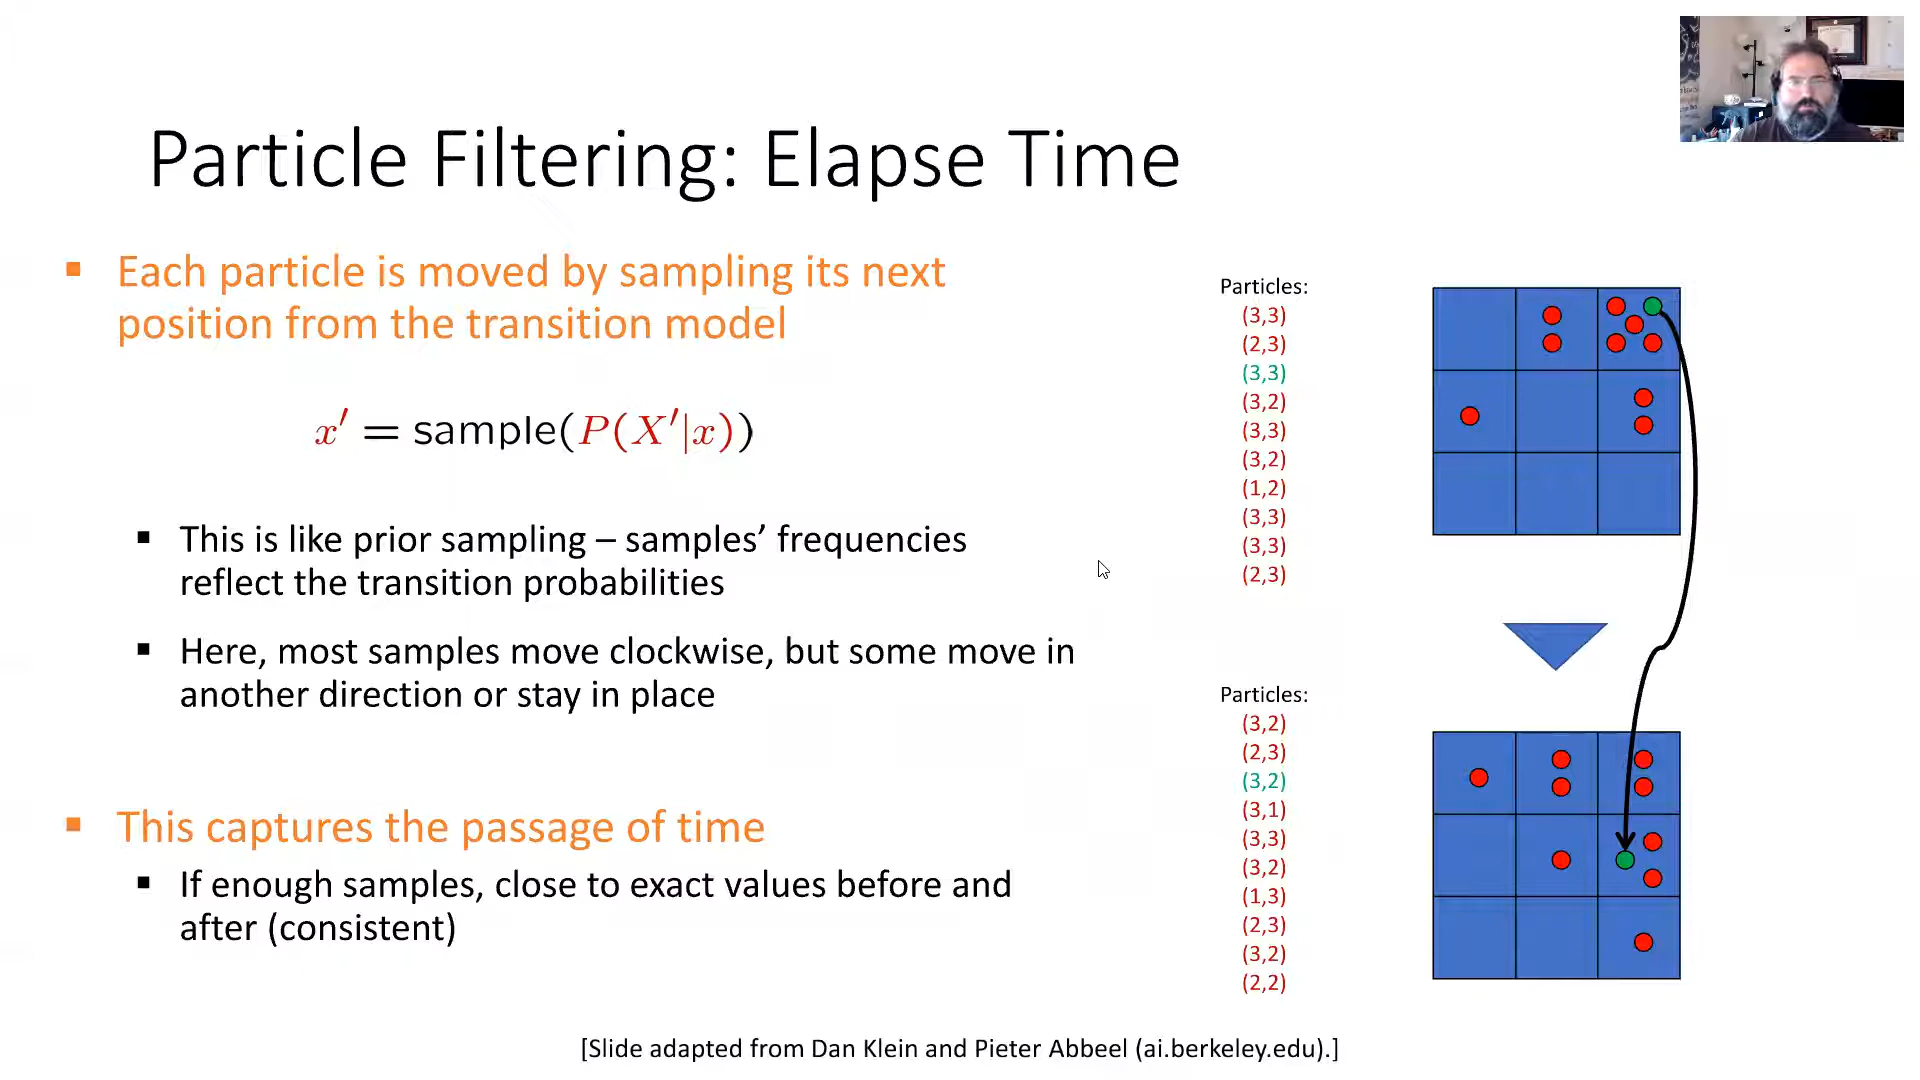 Particle Filtering: Elapse Time
▪ Each particle is moved by sampling its next
position from the transition model
x′ = sample(P(X′|x))
▪ This is like prior sampling – samples’ frequencies
reflect the transition probabilities
▪ Here, most samples move clockwise, but some move in
another direction or stay in place
▪ This captures the passage of time
▪ If enough samples, close to exact values before and
after (consistent)
Particles:
(3,3)
(2,3)
(3,3)
(3,2)
(3,3)
(3,2)
(1,2)
(3,3)
(3,3)
(2,3)
Particles:
(3,2)
(2,3)
(3,2)
(3,1)
(3,3)
(3,2)
(1,3)
(2,3)
(3,2)
(2,2)
[Slide adapted from Dan Klein and Pieter Abbeel (ai.berkeley.edu).]